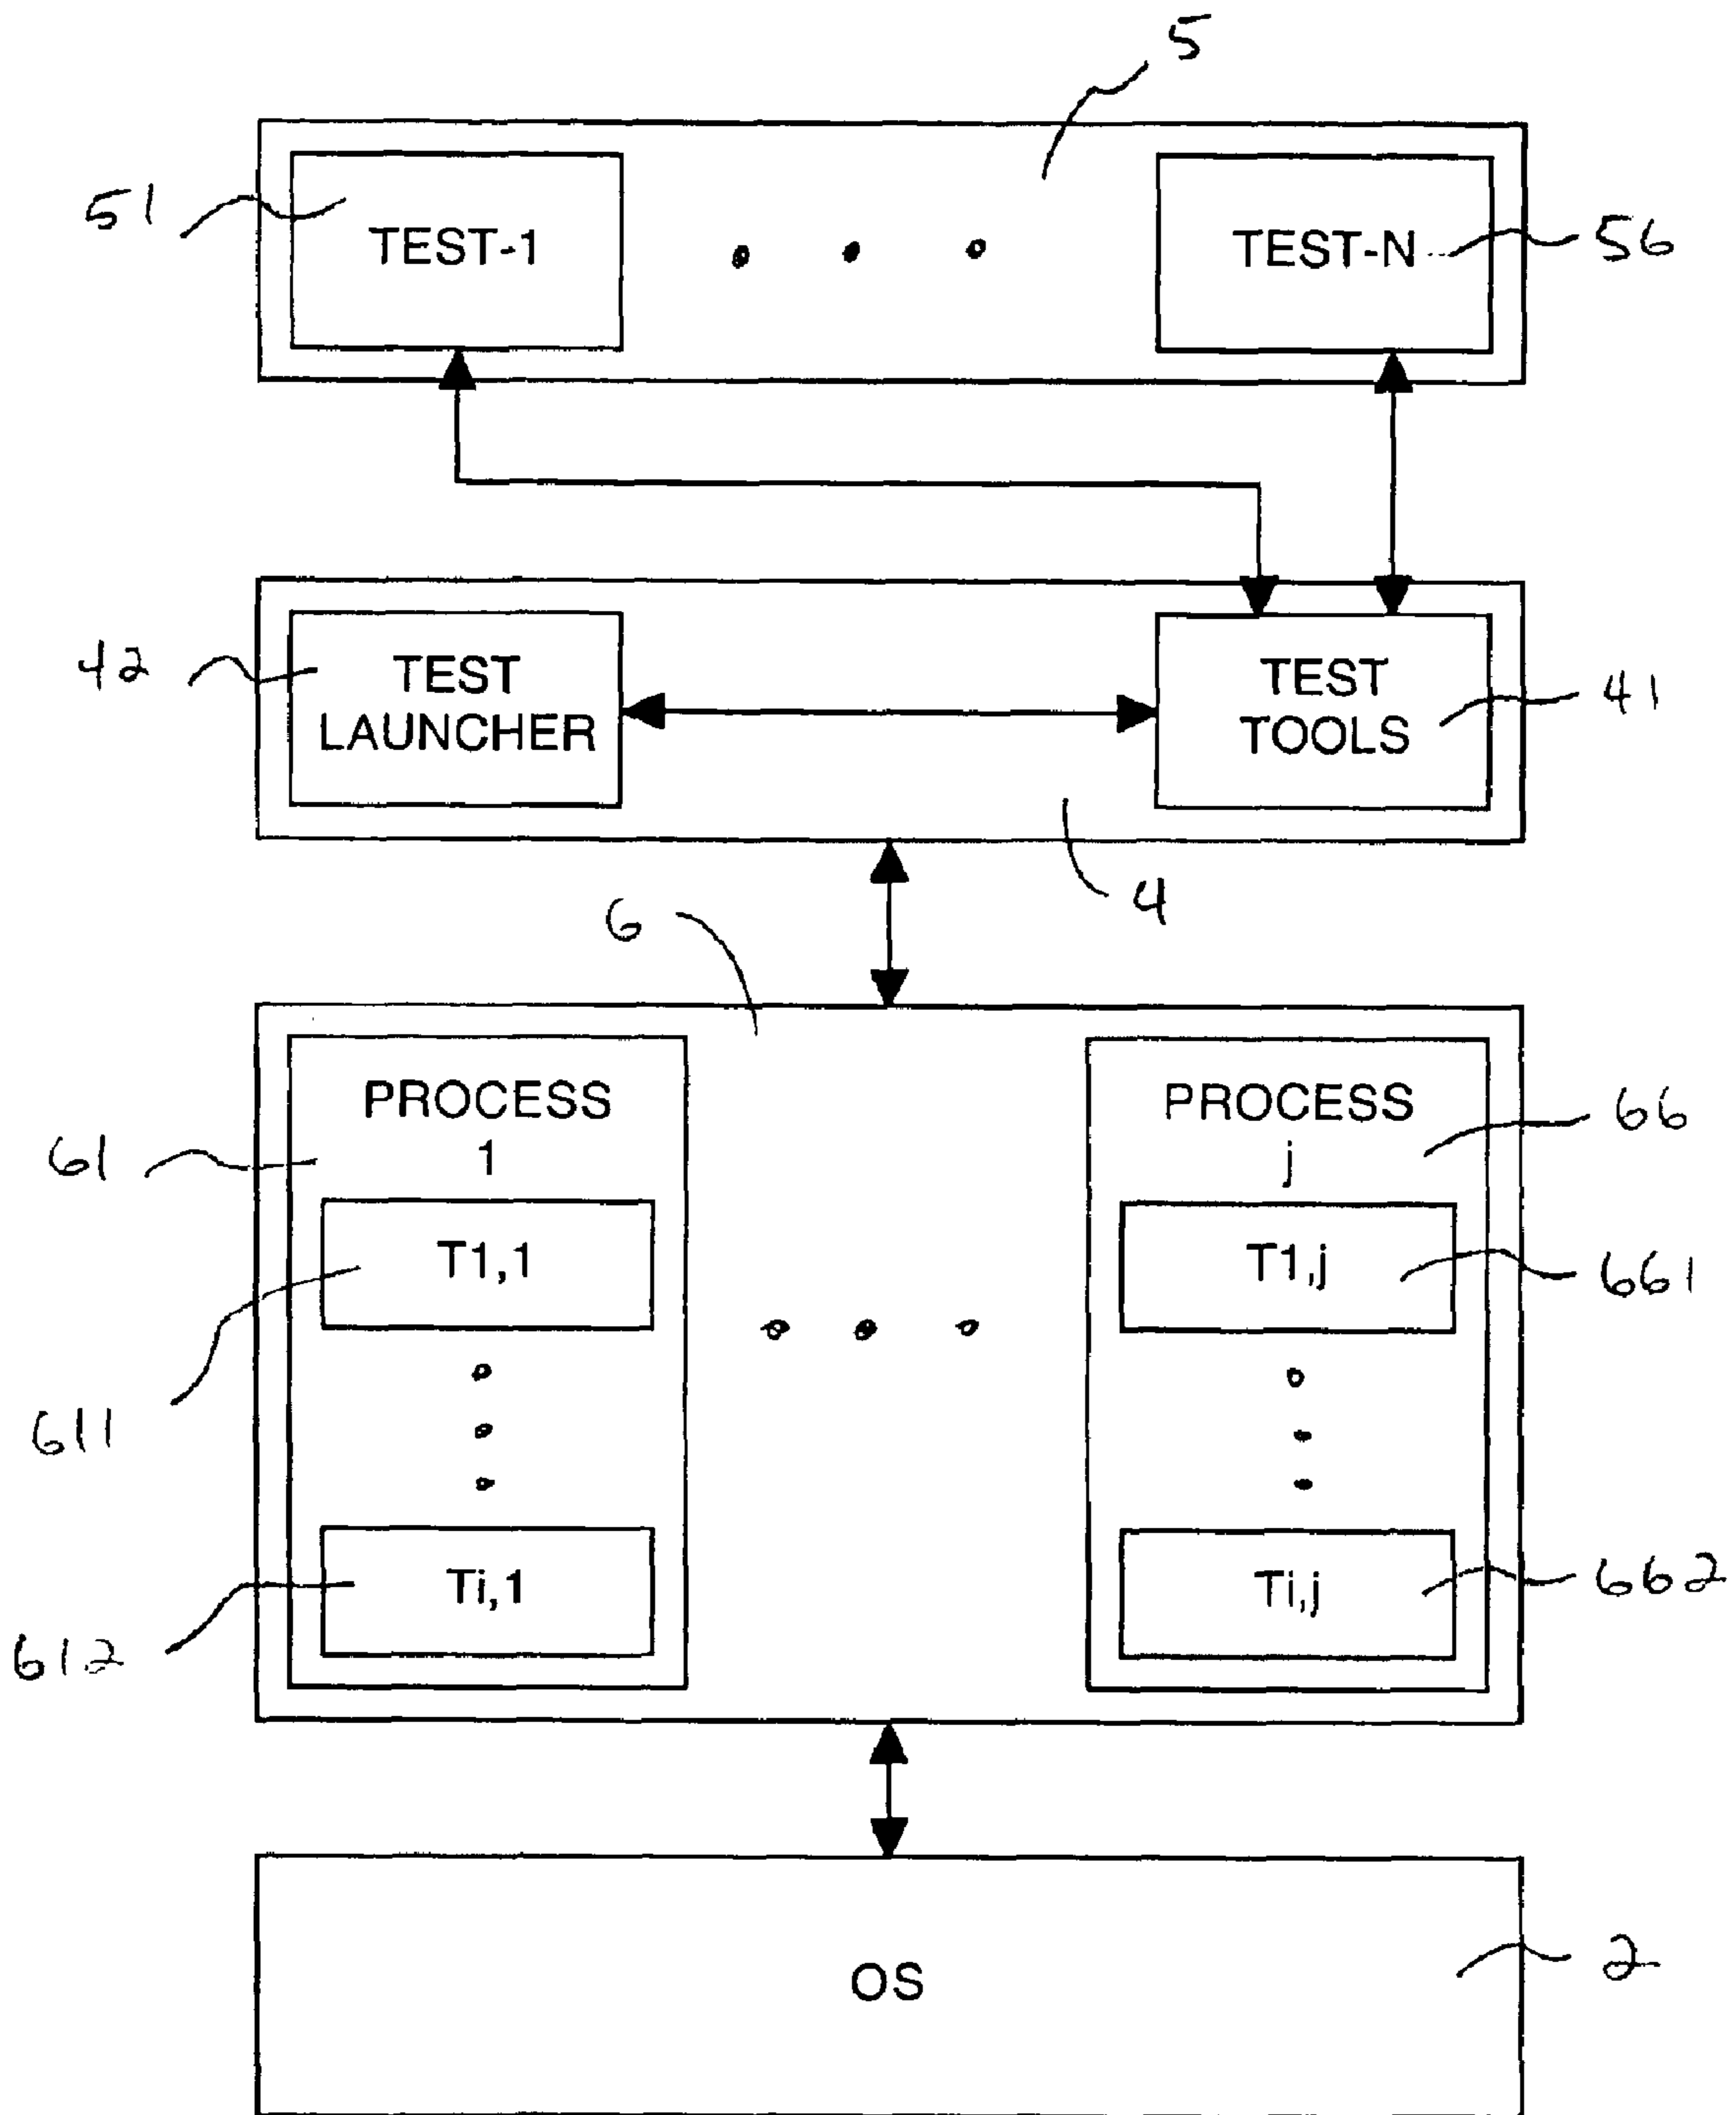 5
51
TEST-1
TEST-N
56
42
TEST
LAUNCHER
TEST
TOOLS
41
4
6
PROCESS
1
PROCESS
j
61
66
T1,1
T1,j
661
611
Ti,1
Ti,j
662
612
OS
2